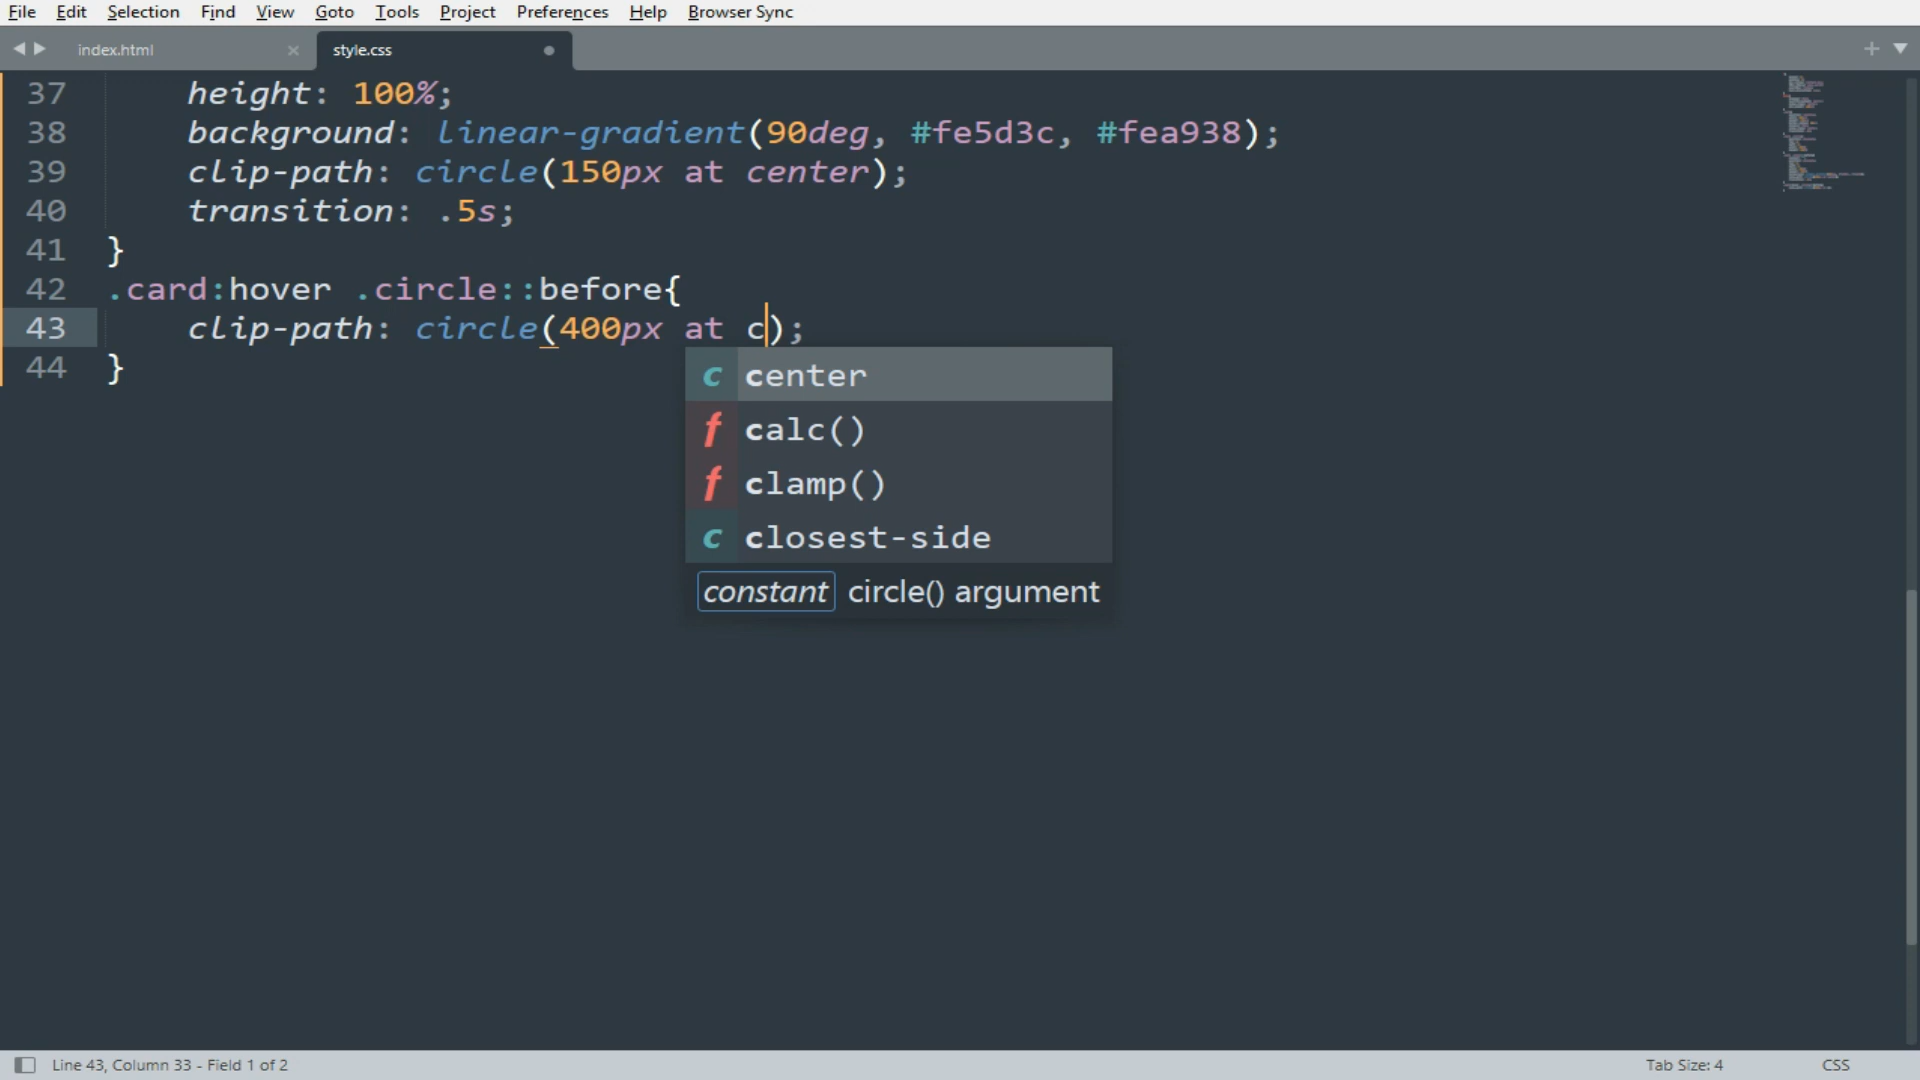 File Edit Selection Find View Goto Tools Project Preferences Help Browser Sync
index.html × style.css
37 height: 100%;
38 background: linear-gradient(90deg, #fe5d3c, #fea938);
39 clip-path: circle(150px at center);
40 transition: .5s;
41 }
42 .card:hover .circle::before{
43 clip-path: circle(400px at c);
44 }
c center
f calc()
f clamp()
c closest-side
constant circle() argument
Line 43, Column 33 - Field 1 of 2 Tab Size: 4 CSS